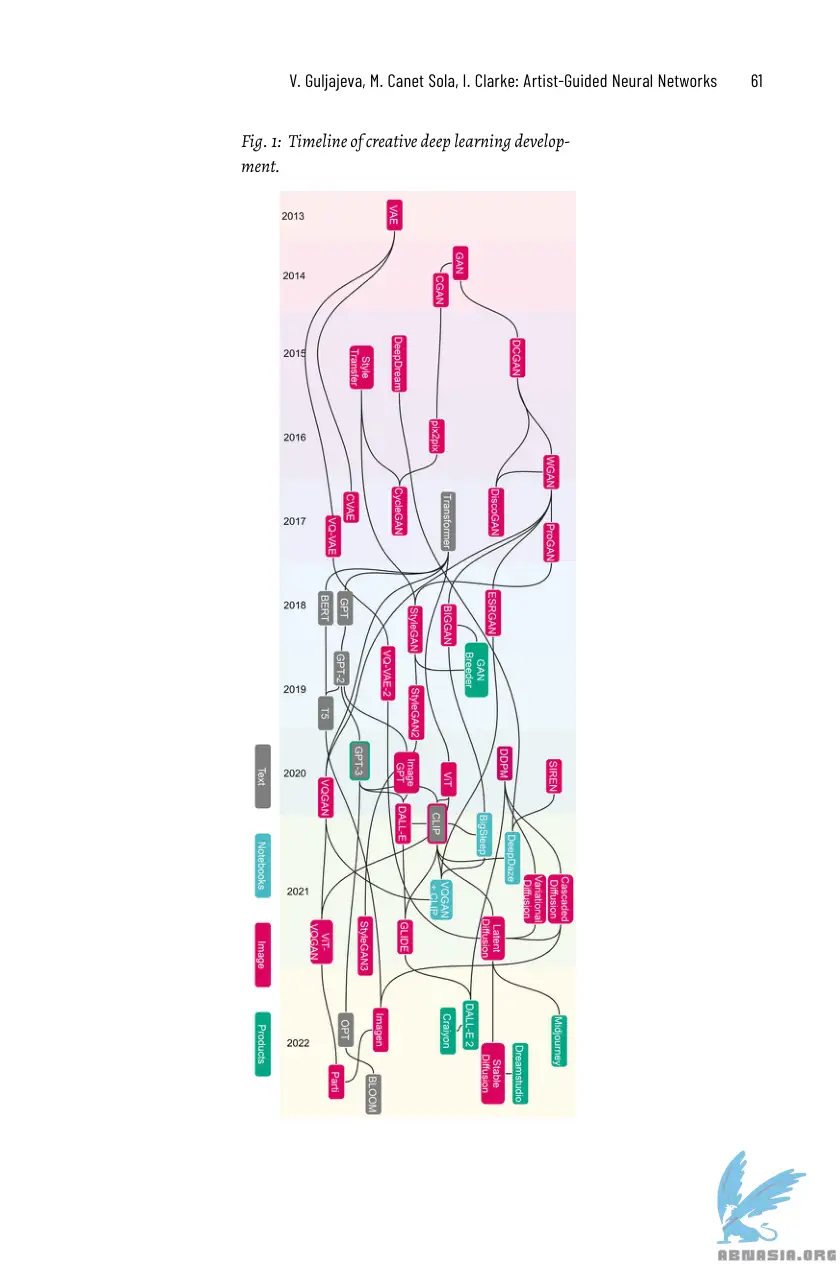 V. Guljajeva, M. Canet Sola, I. Clarke: Artist-Guided Neural Networks 61
Fig. 1: Timeline of creative deep learning develop-
ment.
2013
VAE
2014
GAN
CGAN
2015
DCGAN
DeepDream
Style
Transfer
2016
pix2pix
WGAN
2017
DiscoGAN
CycleGAN
CVAE
Transformer
VQ-VAE
ProGAN
2018
ESRGAN
BIGGAN
StyleGAN
GPT
BERT
GAN
Breeder
VQ-VAE-2
GPT-2
2019
StyleGAN2
T5
2020
SIREN
DDPM
ViT
Image
GPT
GPT-3
VQGAN
CLIP
DALL-E
BigSleep
DeepDaze
2021
Cascaded
Diffusion
Variational
Diffusion
VQGAN
+ CLIP
Latent
Diffusion
GLIDE
StyleGAN3
ViT-
VQGAN
2022
Midjourney
DALL-E 2
Craiyon
Imagen
OPT
Dreamstudio
Stable
Diffusion
Parti
BLOOM
Text
Notebooks
Image
Products
ABNASIA.ORG